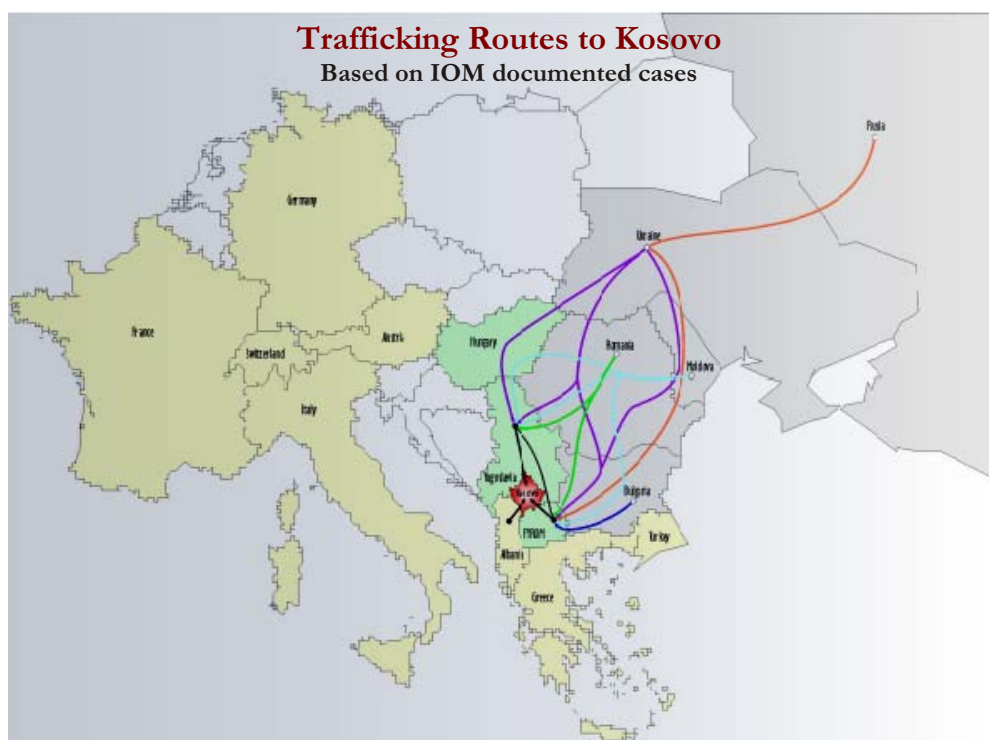 Trafficking Routes to Kosovo
Based on IOM documented cases
Russia
Germany
Ukraine
France
Austria
Hungary
Switzerland
Romania
Moldova
Italy
Yugoslavia
Kosovo
Bulgaria
FYROM
Turkey
Albania
Greece